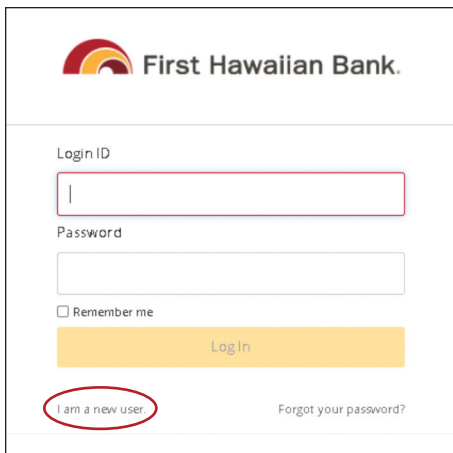 First Hawaiian Bank.
Login ID
Password
Remember me
Log In
I am a new user. Forgot your password?